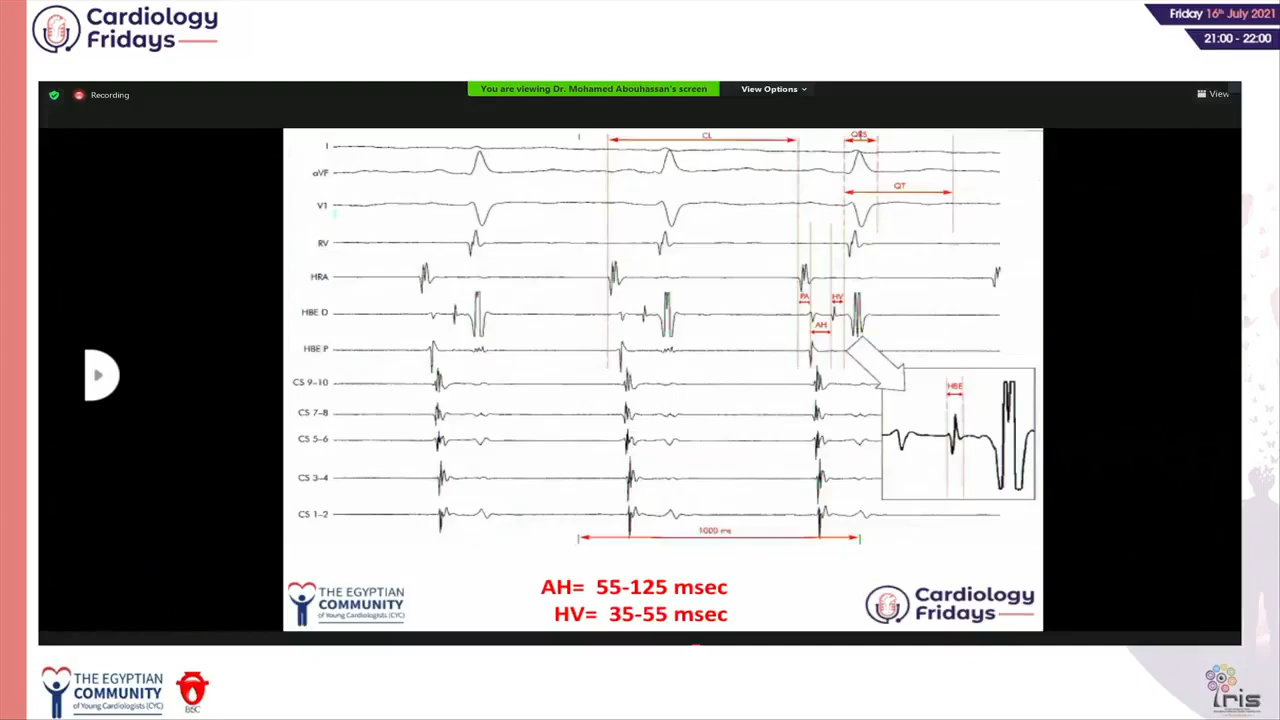 Cardiology
Fridays
Friday 16th July 2021
21:00 - 22:00
Recording
You are viewing Dr. Mohamed Abouhassan's screen
View Options
View
I
CL
QRS
I
aVF
QT
V1
RV
HRA
PA
HV
HBE D
AH
HBE P
CS 9-10
HBE
CS 7-8
CS 5-6
CS 3-4
CS 1-2
1000 ms
AH= 55-125 msec
HV= 35-55 msec
THE EGYPTIAN
COMMUNITY
of Young Cardiologists (CYC)
Cardiology
Fridays
THE EGYPTIAN
COMMUNITY
of Young Cardiologists (CYC)
BSC
iris